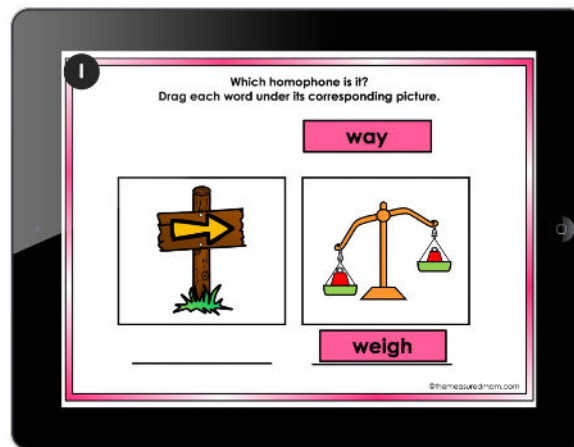 1
Which homophone is it?
Drag each word under its corresponding picture.
way
weigh
©themeasuredmom.com